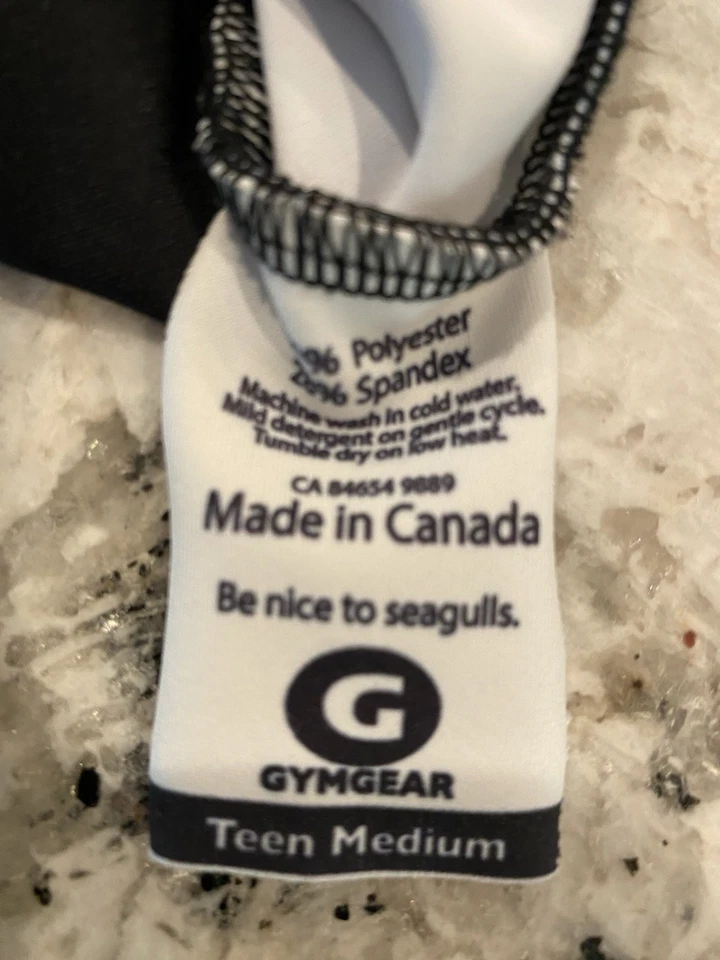 % Polyester
% Spandex
Machine wash in cold water.
Mild detergent on gentle cycle.
Tumble dry on low heat.
CA 84654 9889
Made in Canada
Be nice to seagulls.
G
GYMGEAR
Teen Medium